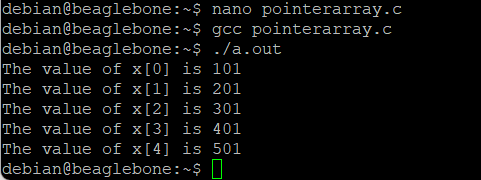 debian@beaglebone:~$ nano pointerarray.c
debian@beaglebone:~$ gcc pointerarray.c
debian@beaglebone:~$ ./a.out
The value of x[0] is 101
The value of x[1] is 201
The value of x[2] is 301
The value of x[3] is 401
The value of x[4] is 501
debian@beaglebone:~$